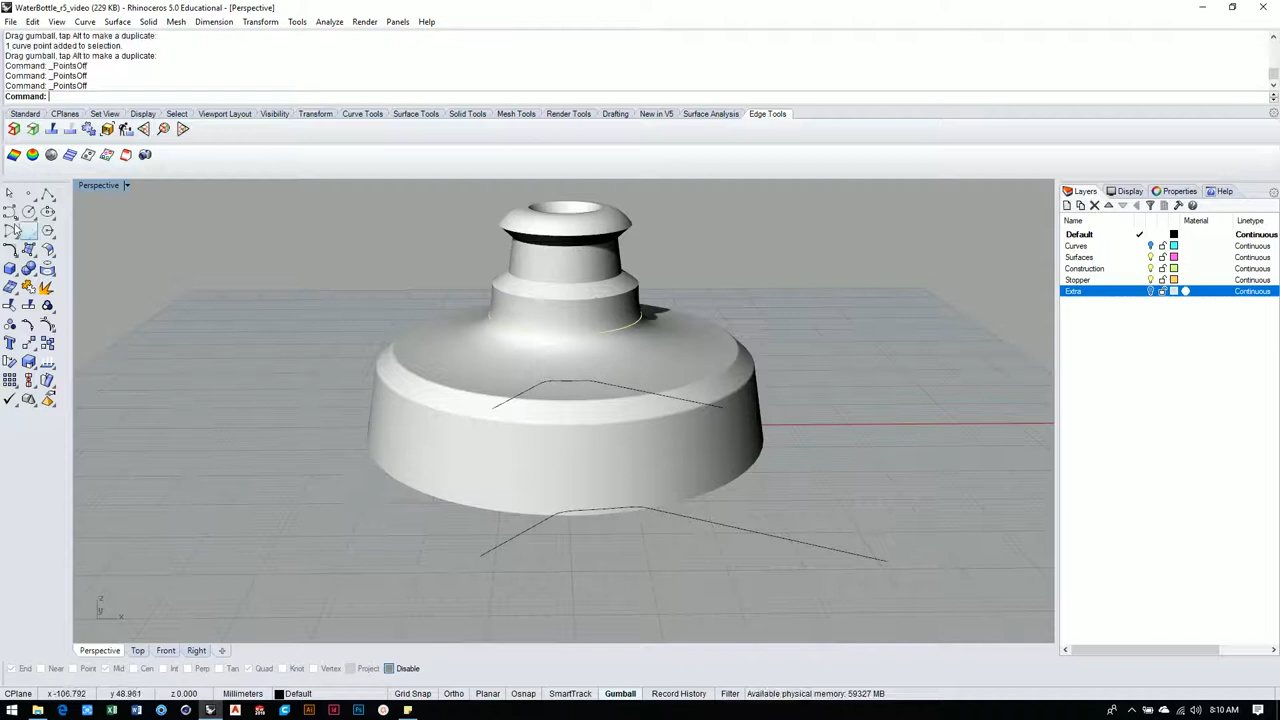 WaterBottle_r5_video (229 KB) - Rhinoceros 5.0 Educational - [Perspective]
File Edit View Curve Surface Solid Mesh Dimension Transform Tools Analyze Render Panels Help
Drag gumball, tap Alt to make a duplicate:
1 curve point added to selection.
Drag gumball, tap Alt to make a duplicate:
Command: _PointsOff
Command: _PointsOff
Command: _PointsOff
Command:
Standard CPlanes Set View Display Select Viewport Layout Visibility Transform Curve Tools Surface Tools Solid Tools Mesh Tools Render Tools Drafting New in V5 Surface Analysis Edge Tools
Perspective
Layers Display Properties Help
Name Material Linetype
Default Continuous
Curves Continuous
Surfaces Continuous
Construction Continuous
Stopper Continuous
Extra Continuous
z
y x
Perspective Top Front Right
End Near Point Mid Cen Int Perp Tan Quad Knot Vertex Project Disable
CPlane x -106.792 y 48.961 z 0.000 Millimeters Default Grid Snap Ortho Planar Osnap SmartTrack Gumball Record History Filter Available physical memory: 59327 MB
8:10 AM